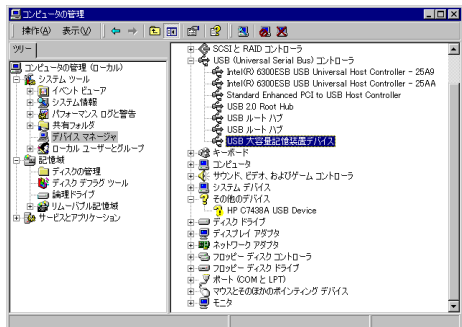 コンピュータの管理
操作(A) 表示(V)
ツリー
コンピュータの管理 (ローカル)
システム ツール
イベント ビューア
システム情報
パフォーマンス ログと警告
共有フォルダ
デバイス マネージャ
ローカル ユーザーとグループ
記憶域
ディスクの管理
ディスク デフラグ ツール
論理ドライブ
リムーバブル記憶域
サービスとアプリケーション
SCSI と RAID コントローラ
USB (Universal Serial Bus) コントローラ
Intel(R) 6300ESB USB Universal Host Controller - 25A9
Intel(R) 6300ESB USB Universal Host Controller - 25AA
Standard Enhanced PCI to USB Host Controller
USB 2.0 Root Hub
USB ルート ハブ
USB ルート ハブ
USB 大容量記憶装置デバイス
キーボード
コンピュータ
サウンド、ビデオ、およびゲーム コントローラ
システム デバイス
その他のデバイス
HP C7438A USB Device
ディスク ドライブ
ディスプレイ アダプタ
ネットワーク アダプタ
フロッピー ディスク コントローラ
フロッピー ディスク ドライブ
ポート (COM と LPT)
マウスとそのほかのポインティング デバイス
モニタ